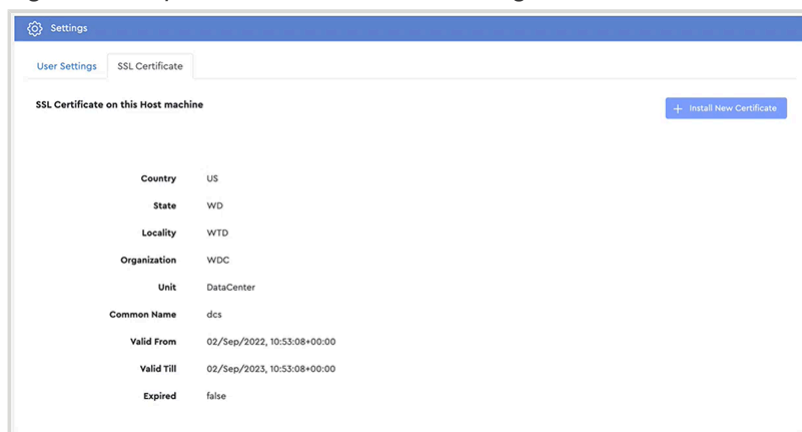 Settings
User Settings SSL Certificate
SSL Certificate on this Host machine
+ Install New Certificate
Country US
State WD
Locality WTD
Organization WDC
Unit DataCenter
Common Name dcs
Valid From 02/Sep/2022, 10:53:08+00:00
Valid Till 02/Sep/2023, 10:53:08+00:00
Expired false